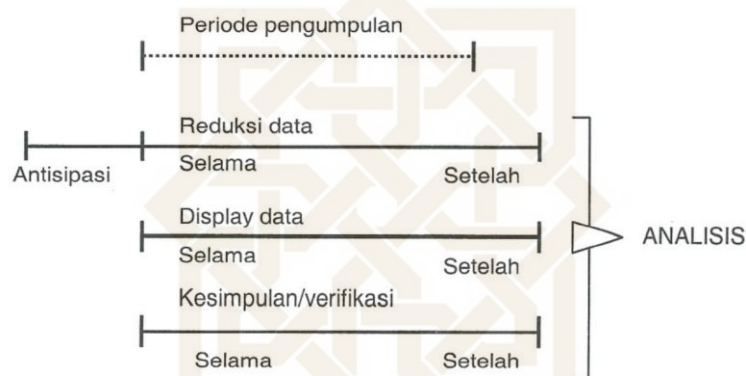 Periode pengumpulan
Reduksi data
Antisipasi
Selama
Setelah
Display data
ANALISIS
Selama
Setelah
Kesimpulan/verifikasi
Selama
Setelah